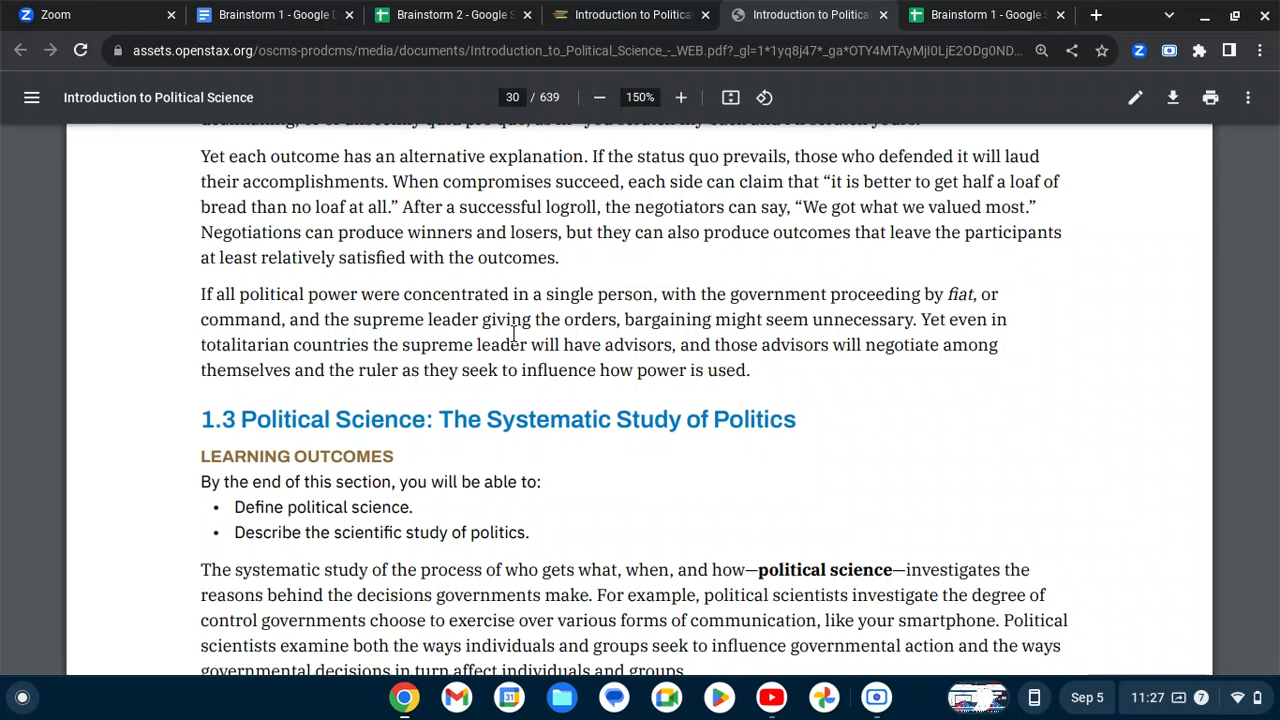 Zoom
Brainstorm 1 - Google D
Brainstorm 2 - Google S
Introduction to Politica
Introduction to Politica
Brainstorm 1 - Google S
assets.openstax.org/oscms-prodcms/media/documents/Introduction_to_Political_Science_-_WEB.pdf?_gl=1*1yq8j47*_ga*OTY4MTAyMjI0LjE2ODg0ND...
Introduction to Political Science
30 / 639
150%
Yet each outcome has an alternative explanation. If the status quo prevails, those who defended it will laud
their accomplishments. When compromises succeed, each side can claim that “it is better to get half a loaf of
bread than no loaf at all.” After a successful logroll, the negotiators can say, “We got what we valued most.”
Negotiations can produce winners and losers, but they can also produce outcomes that leave the participants
at least relatively satisfied with the outcomes.
If all political power were concentrated in a single person, with the government proceeding by fiat, or
command, and the supreme leader giving the orders, bargaining might seem unnecessary. Yet even in
totalitarian countries the supreme leader will have advisors, and those advisors will negotiate among
themselves and the ruler as they seek to influence how power is used.
1.3 Political Science: The Systematic Study of Politics
LEARNING OUTCOMES
By the end of this section, you will be able to:
• Define political science.
• Describe the scientific study of politics.
The systematic study of the process of who gets what, when, and how—political science—investigates the
reasons behind the decisions governments make. For example, political scientists investigate the degree of
control governments choose to exercise over various forms of communication, like your smartphone. Political
scientists examine both the ways individuals and groups seek to influence governmental action and the ways
governmental decisions in turn affect individuals and groups.
Sep 5
11:27
7